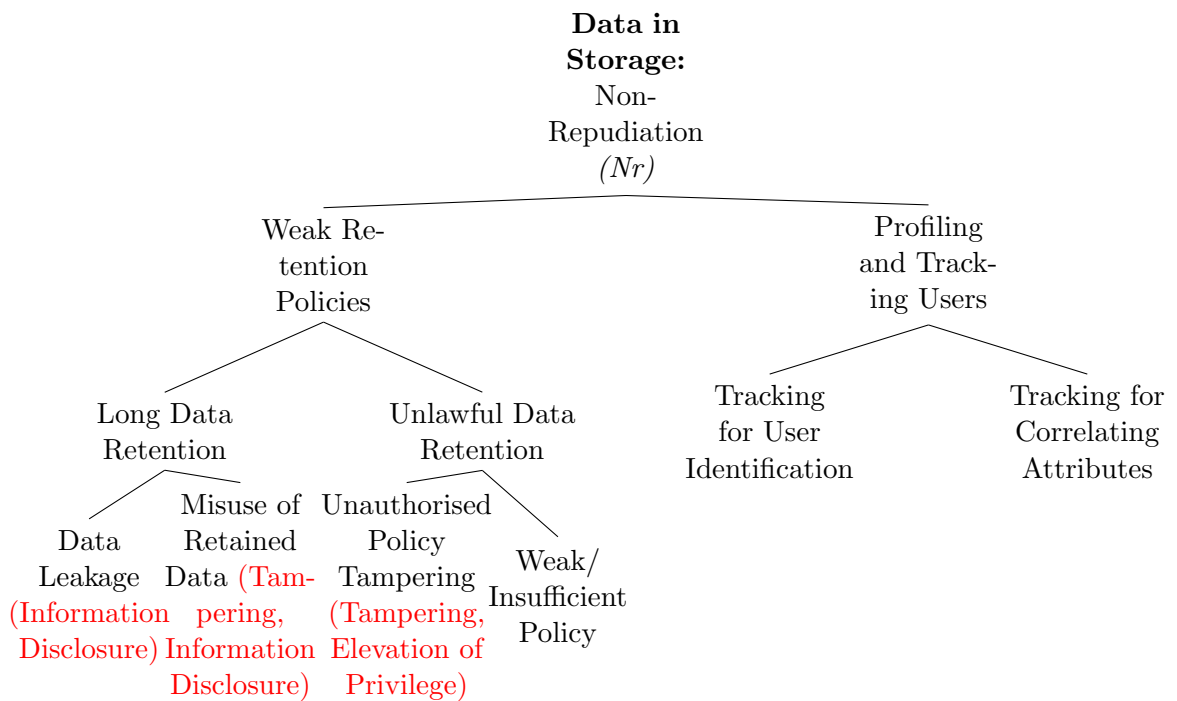 Data in
Storage:
Non-
Repudiation
(Nr)
Weak Re-
tention
Policies
Profiling
and Track-
ing Users
Long Data
Retention
Unlawful Data
Retention
Tracking
for User
Identification
Tracking for
Correlating
Attributes
Data
Leakage
(Information
Disclosure)
Misuse of
Retained
Data (Tam-
pering,
Information
Disclosure)
Unauthorised
Policy
Tampering
(Tampering,
Elevation of
Privilege)
Weak/
Insufficient
Policy